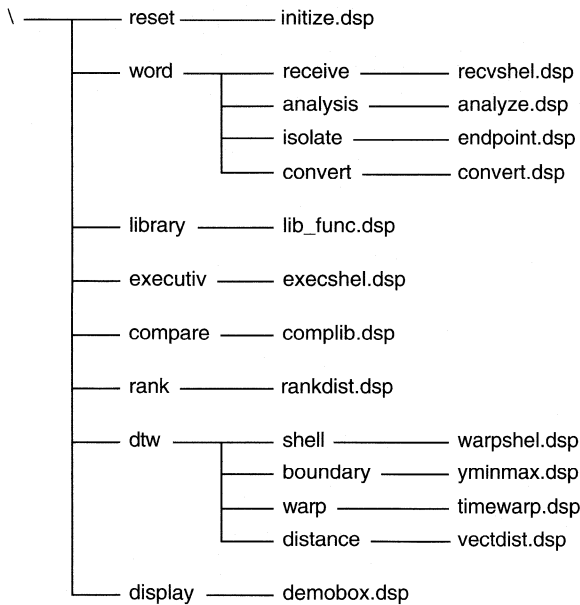 \ reset initize.dsp
word receive recvshel.dsp
analysis analyze.dsp
isolate endpoint.dsp
convert convert.dsp
library lib_func.dsp
executiv execshel.dsp
compare complib.dsp
rank rankdist.dsp
dtw shell warpshel.dsp
boundary yminmax.dsp
warp timewarp.dsp
distance vectdist.dsp
display demobox.dsp